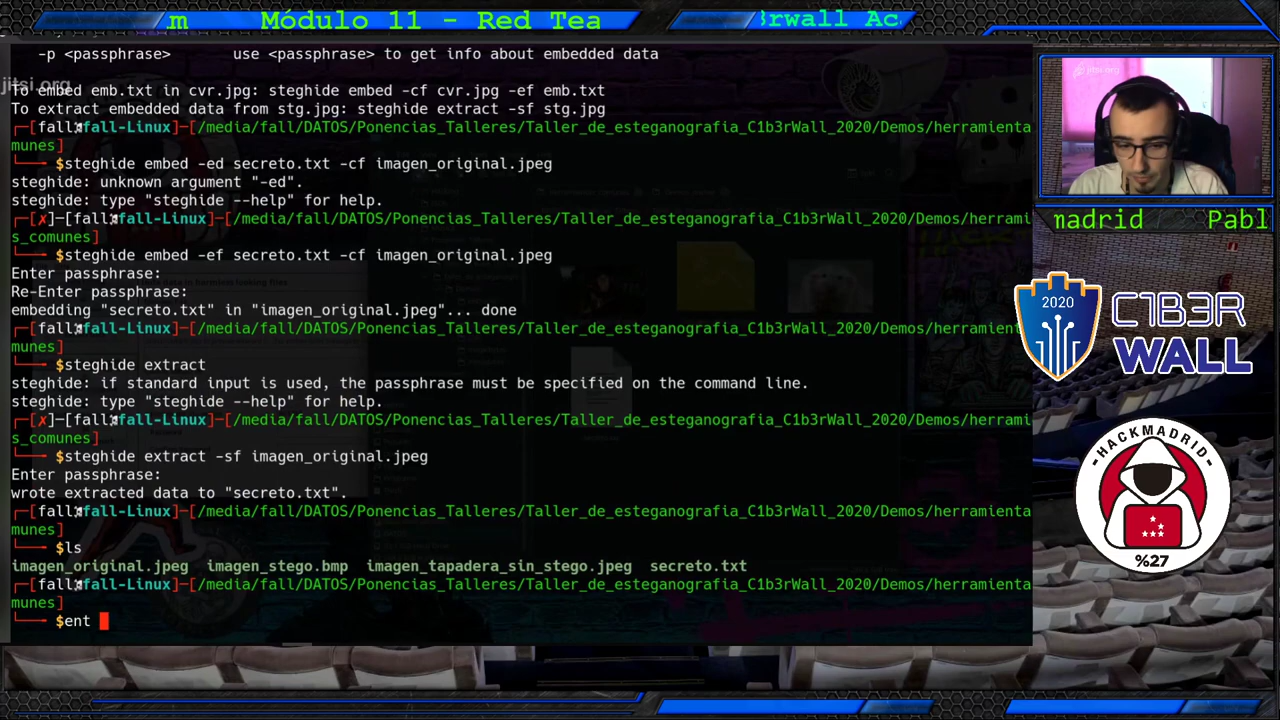 m Módulo 11 - Red Tea rwall Ac
-p <passphrase> use <passphrase> to get info about embedded data
jitsi.org
To embed emb.txt in cvr.jpg: steghide embed -cf cvr.jpg -ef emb.txt
To extract embedded data from stg.jpg: steghide extract -sf stg.jpg
┌─[fall@fall-Linux]─[/media/fall/DATOS/Ponencias_Talleres/Taller_de_esteganografia_C1b3rWall_2020/Demos/herramienta
munes]
└──╼ $steghide embed -ed secreto.txt -cf imagen_original.jpeg
steghide: unknown argument "-ed".
steghide: type "steghide --help" for help.
┌─[✗]─[fall@fall-Linux]─[/media/fall/DATOS/Ponencias_Talleres/Taller_de_esteganografia_C1b3rWall_2020/Demos/herrami
s_comunes]
└──╼ $steghide embed -ef secreto.txt -cf imagen_original.jpeg
Enter passphrase:
Re-Enter passphrase:
embedding "secreto.txt" in "imagen_original.jpeg"... done
┌─[fall@fall-Linux]─[/media/fall/DATOS/Ponencias_Talleres/Taller_de_esteganografia_C1b3rWall_2020/Demos/herramienta
munes]
└──╼ $steghide extract
steghide: if standard input is used, the passphrase must be specified on the command line.
steghide: type "steghide --help" for help.
┌─[✗]─[fall@fall-Linux]─[/media/fall/DATOS/Ponencias_Talleres/Taller_de_esteganografia_C1b3rWall_2020/Demos/herrami
s_comunes]
└──╼ $steghide extract -sf imagen_original.jpeg
Enter passphrase:
wrote extracted data to "secreto.txt".
┌─[fall@fall-Linux]─[/media/fall/DATOS/Ponencias_Talleres/Taller_de_esteganografia_C1b3rWall_2020/Demos/herramienta
munes]
└──╼ $ls
imagen_original.jpeg imagen_stego.bmp imagen_tapadera_sin_stego.jpeg secreto.txt
┌─[fall@fall-Linux]─[/media/fall/DATOS/Ponencias_Talleres/Taller_de_esteganografia_C1b3rWall_2020/Demos/herramienta
munes]
└──╼ $ent
jitsi.org
madrid Pabl
2020
C1B3R
WALL
-HACKMADRID-
%27